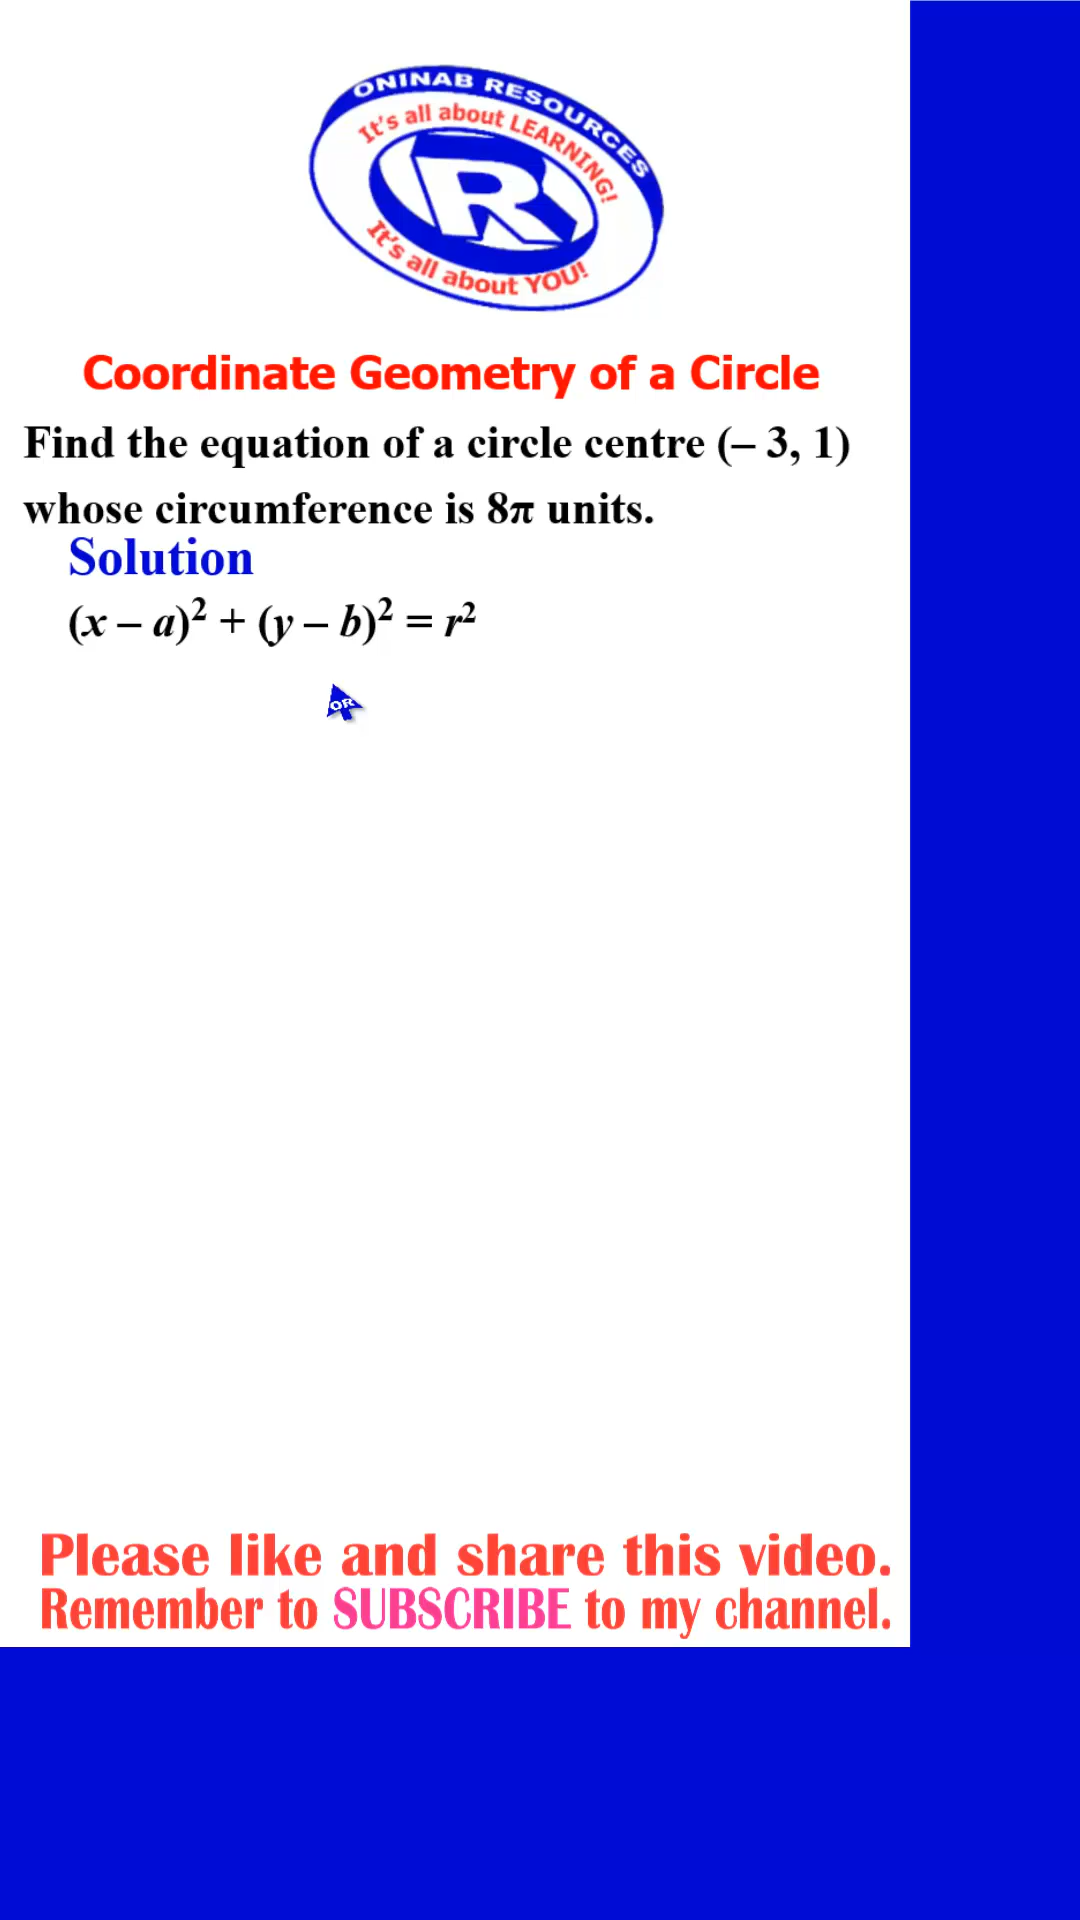 ONINAB RESOURCES
It's all about LEARNING!
R
It's all about YOU!
Coordinate Geometry of a Circle
Find the equation of a circle centre (– 3, 1)
whose circumference is 8π units.
Solution
(x – a)² + (y – b)² = r²
OR
Please like and share this video.
Remember to SUBSCRIBE to my channel.